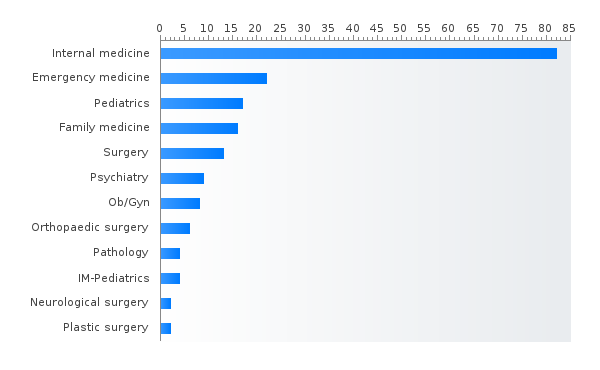 0 5 10 15 20 25 30 35 40 45 50 55 60 65 70 75 80 85
Internal medicine
Emergency medicine
Pediatrics
Family medicine
Surgery
Psychiatry
Ob/Gyn
Orthopaedic surgery
Pathology
IM-Pediatrics
Neurological surgery
Plastic surgery